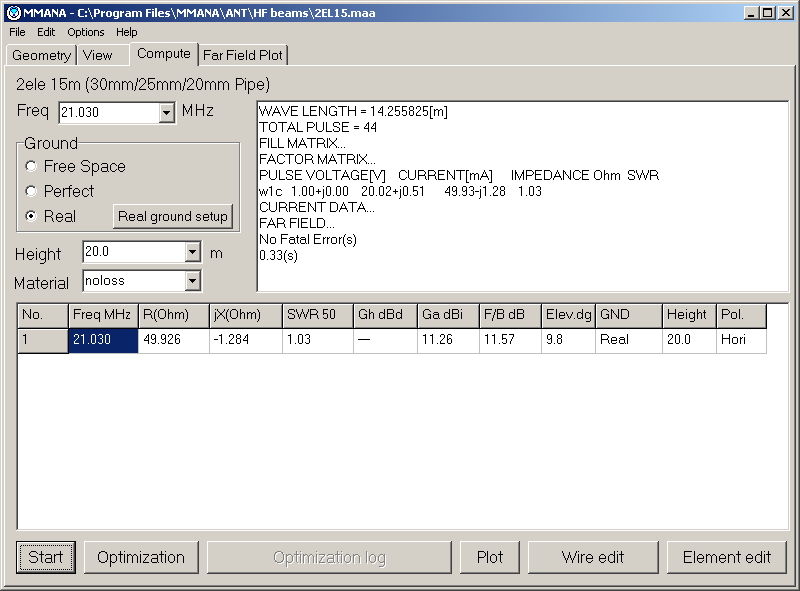 MMANA - C:\Program Files\MMANA\ANT\HF beams\2EL15.maa
File Edit Options Help
Geometry View Compute Far Field Plot
2ele 15m (30mm/25mm/20mm Pipe)
Freq 21.030 MHz
Ground
Free Space
Perfect
Real Real ground setup
Height 20.0 m
Material noloss
WAVE LENGTH = 14.255825[m]
TOTAL PULSE = 44
FILL MATRIX...
FACTOR MATRIX...
PULSE VOLTAGE[V] CURRENT[mA] IMPEDANCE Ohm SWR
w1c 1.00+j0.00 20.02+j0.51 49.93-j1.28 1.03
CURRENT DATA...
FAR FIELD...
No Fatal Error(s)
0.33(s)
No. Freq MHz R(Ohm) jX(Ohm) SWR 50 Gh dBd Ga dBi F/B dB Elev.dg GND Height Pol.
1 21.030 49.926 -1.284 1.03 — 11.26 11.57 9.8 Real 20.0 Hori
Start Optimization Optimization log Plot Wire edit Element edit